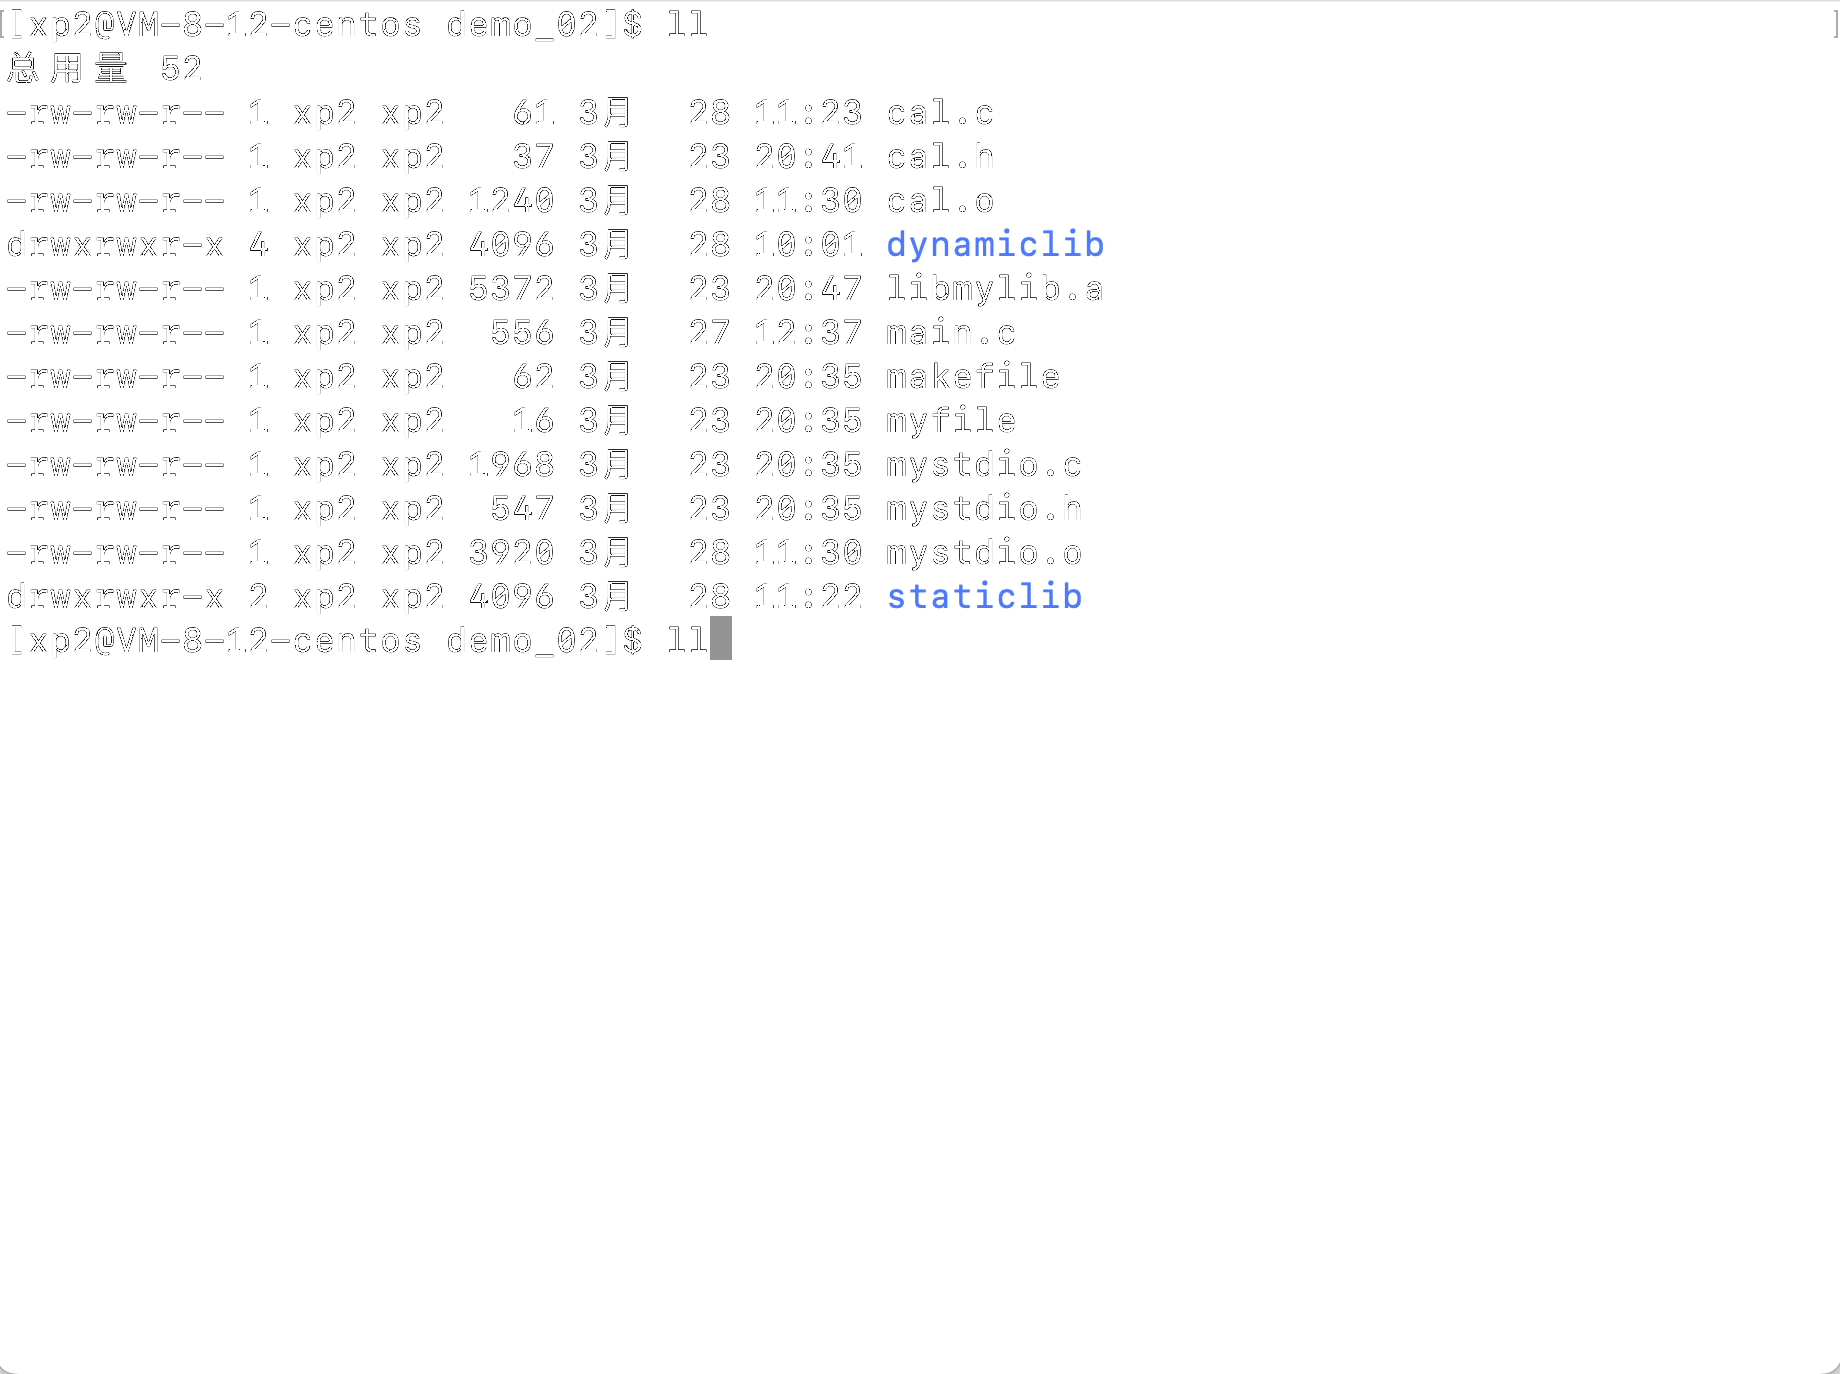 [xp2@VM-8-12-centos demo_02]$ ll
总用量 52
-rw-rw-r-- 1 xp2 xp2   61 3月   28 11:23 cal.c
-rw-rw-r-- 1 xp2 xp2   37 3月   23 20:41 cal.h
-rw-rw-r-- 1 xp2 xp2 1240 3月   28 11:30 cal.o
drwxrwxr-x 4 xp2 xp2 4096 3月   28 10:01 dynamiclib
-rw-rw-r-- 1 xp2 xp2 5372 3月   23 20:47 libmylib.a
-rw-rw-r-- 1 xp2 xp2  556 3月   27 12:37 main.c
-rw-rw-r-- 1 xp2 xp2   62 3月   23 20:35 makefile
-rw-rw-r-- 1 xp2 xp2   16 3月   23 20:35 myfile
-rw-rw-r-- 1 xp2 xp2 1968 3月   23 20:35 mystdio.c
-rw-rw-r-- 1 xp2 xp2  547 3月   23 20:35 mystdio.h
-rw-rw-r-- 1 xp2 xp2 3920 3月   28 11:30 mystdio.o
drwxrwxr-x 2 xp2 xp2 4096 3月   28 11:22 staticlib
[xp2@VM-8-12-centos demo_02]$ ll